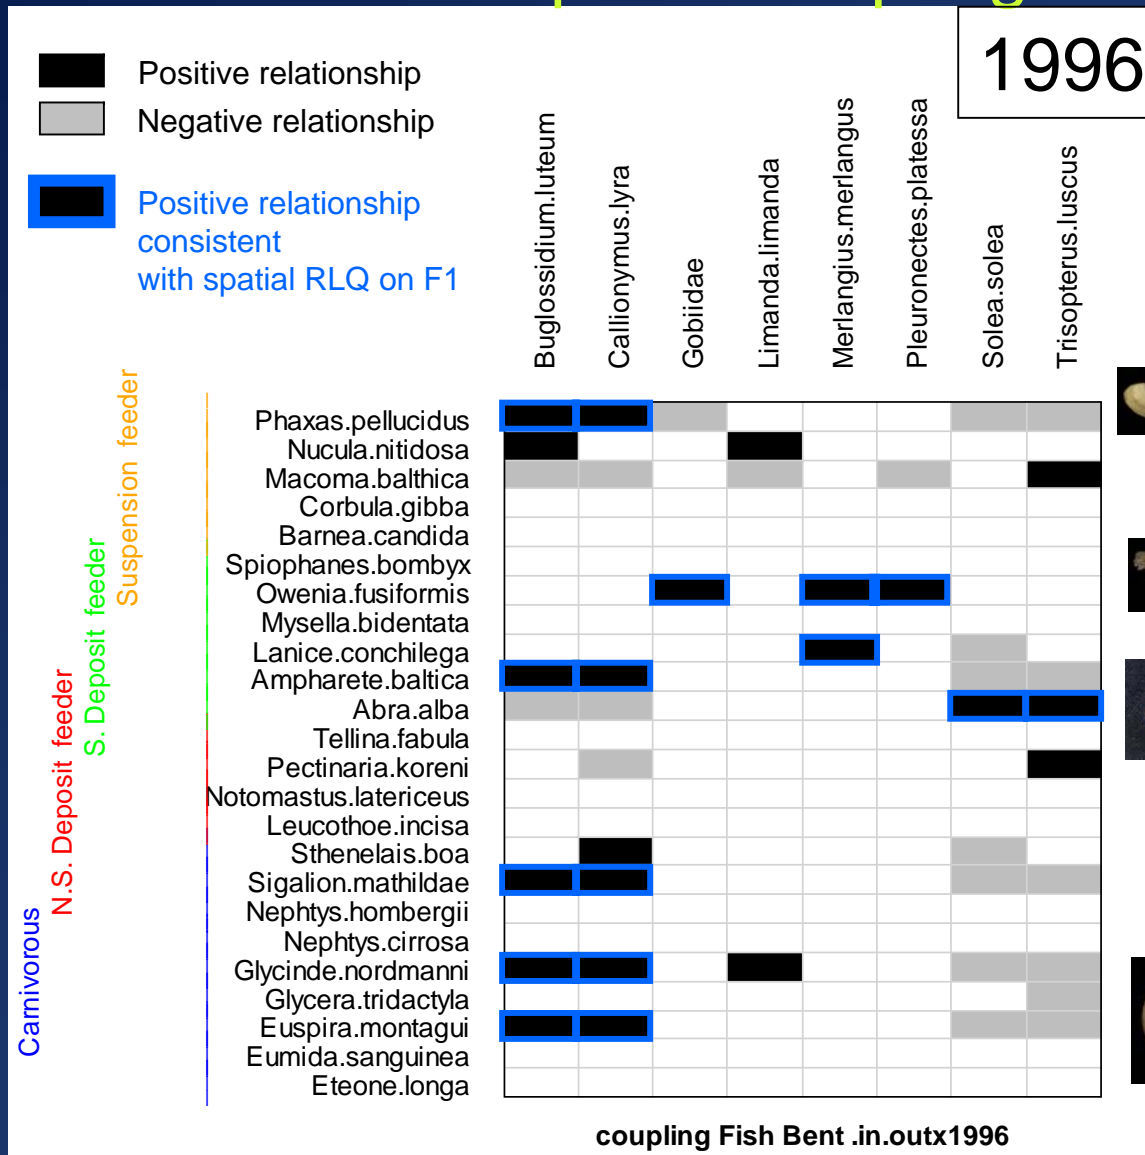 1996
Positive relationship
Negative relationship
Positive relationship
consistent
with spatial RLQ on F1
Buglossidium.luteum
Callionymus.lyra
Gobiidae
Limanda.limanda
Merlangius.merlangus
Pleuronectes.platessa
Solea.solea
Trisopterus.luscus
Suspension feeder
S. Deposit feeder
N.S. Deposit feeder
Carnivorous
Phaxas.pellucidus
Nucula.nitidosa
Macoma.balthica
Corbula.gibba
Barnea.candida
Spiophanes.bombyx
Owenia.fusiformis
Mysella.bidentata
Lanice.conchilega
Ampharete.baltica
Abra.alba
Tellina.fabula
Pectinaria.koreni
Notomastus.latericeus
Leucothoe.incisa
Sthenelais.boa
Sigalion.mathildae
Nephtys.hombergii
Nephtys.cirrosa
Glycinde.nordmanni
Glycera.tridactyla
Euspira.montagui
Eumida.sanguinea
Eteone.longa
coupling Fish Bent .in.outx1996